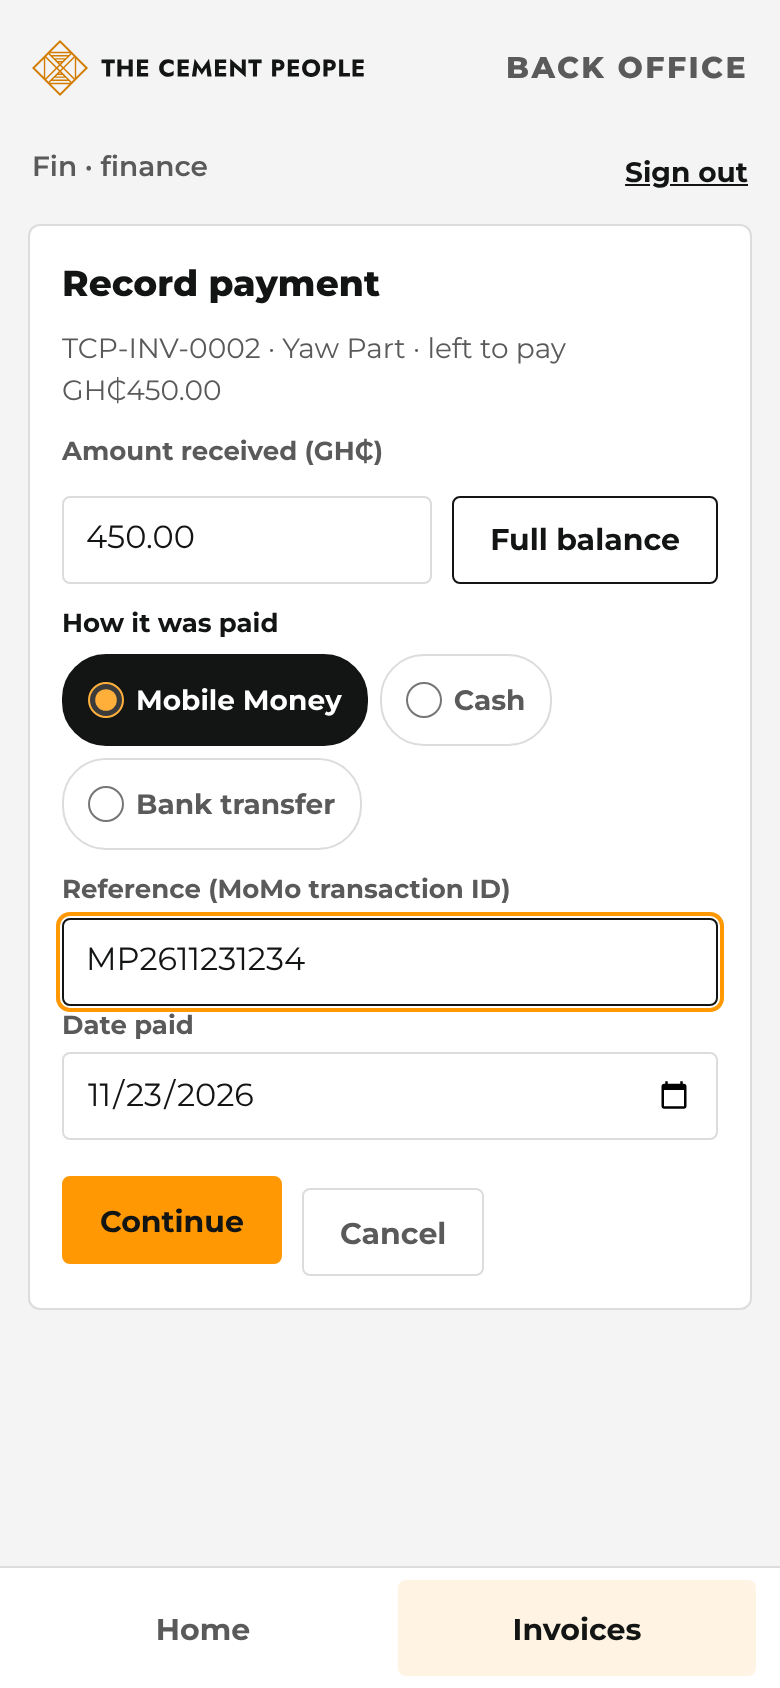 THE CEMENT PEOPLE
BACK OFFICE
Fin · finance
Sign out
Record payment
TCP-INV-0002 · Yaw Part · left to pay
GH₵450.00
Amount received (GH₵)
450.00
Full balance
How it was paid
Mobile Money
Cash
Bank transfer
Reference (MoMo transaction ID)
MP2611231234
Date paid
11/23/2026
Continue
Cancel
Home
Invoices